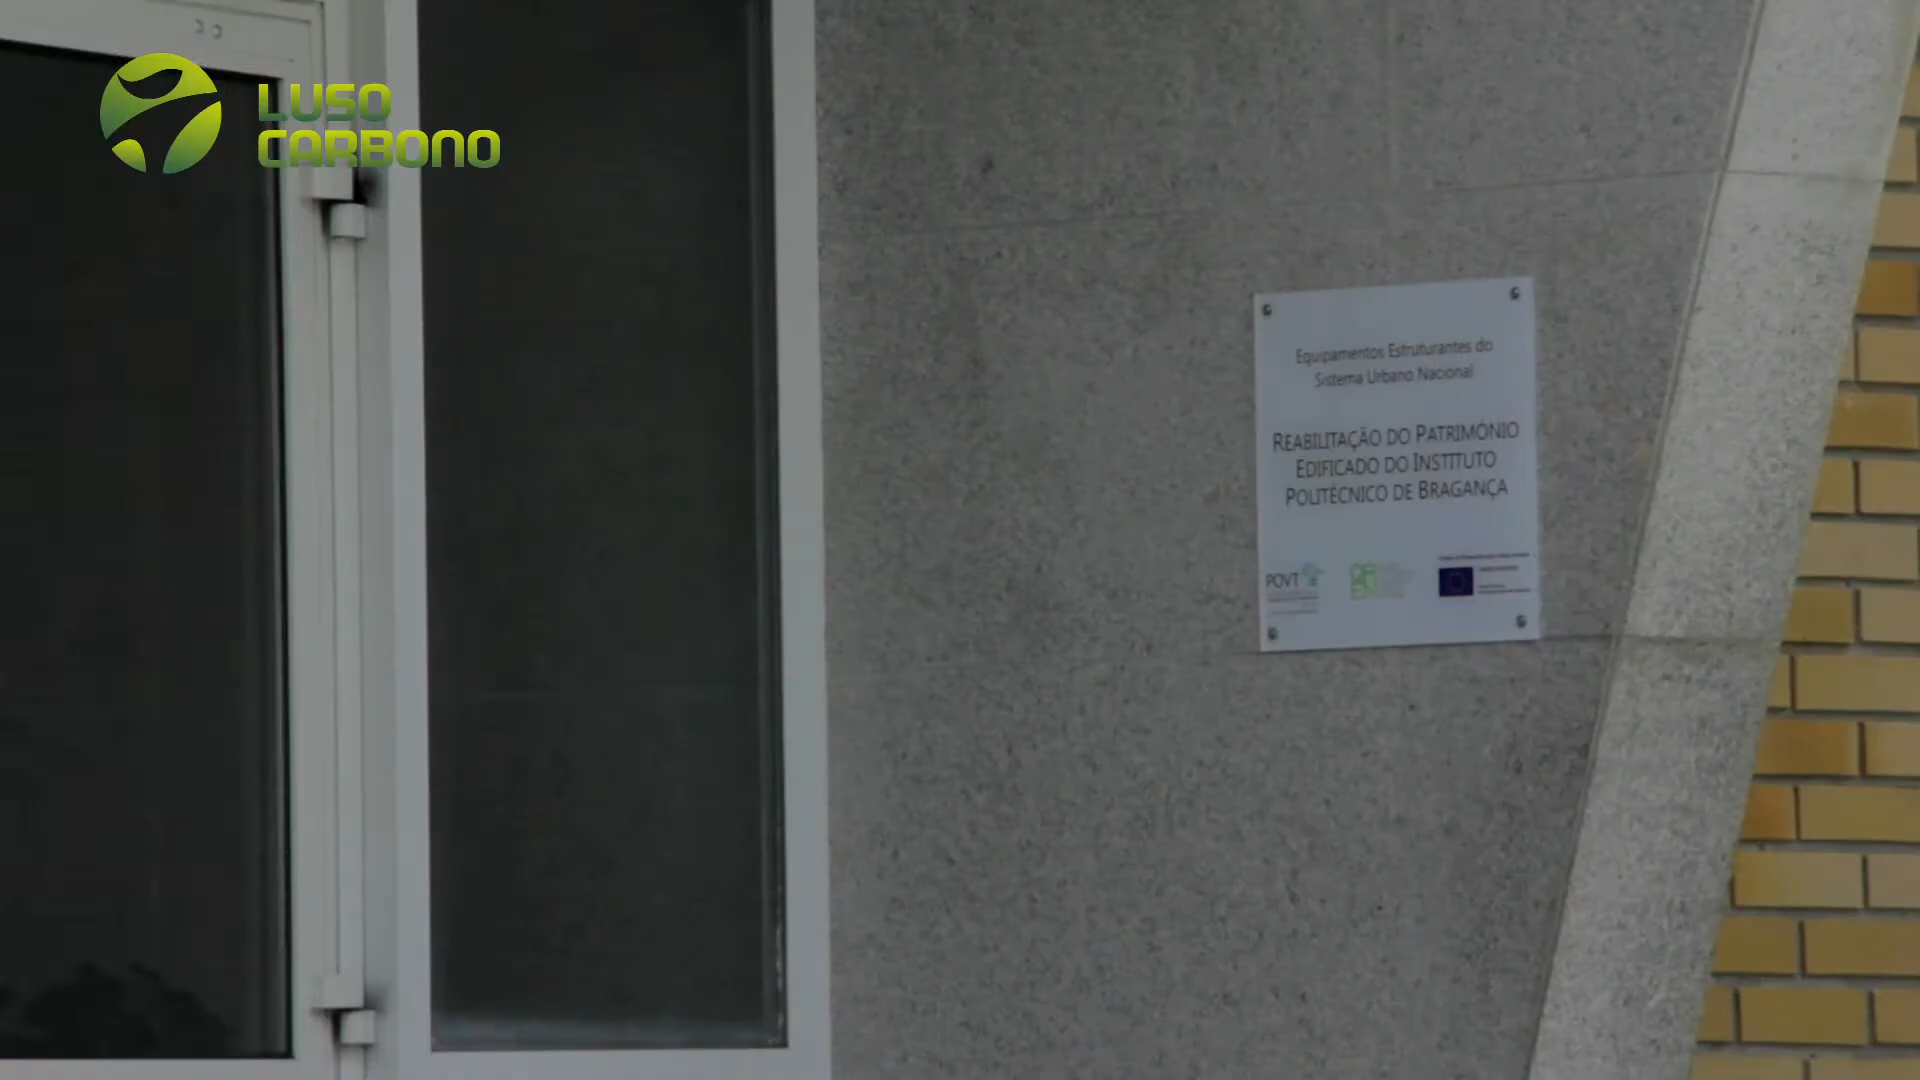 LUSO
CARBONO
Equipamentos Estruturantes do
Sistema Urbano Nacional
REABILITAÇÃO DO PATRIMÓNIO
EDIFICADO DO INSTITUTO
POLITÉCNICO DE BRAGANÇA
POVT